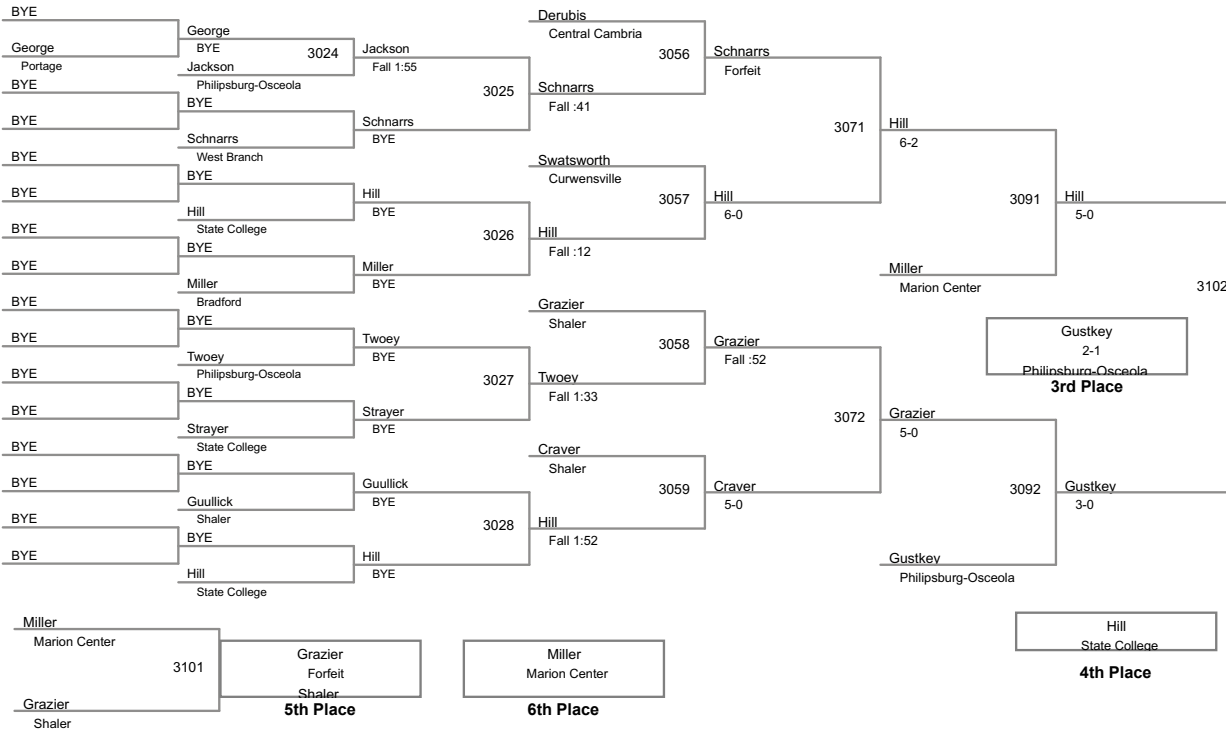 BYE
George
Portage
BYE
BYE
BYE
BYE
BYE
BYE
BYE
BYE
BYE
BYE
BYE
BYE
BYE
BYE
George
BYE
Jackson
Philipsburg-Osceola
BYE
Schnarrs
West Branch
BYE
Hill
State College
BYE
Miller
Bradford
BYE
Twoey
Philipsburg-Osceola
BYE
Strayer
State College
BYE
Guullick
Shaler
BYE
Hill
State College
3024
Jackson
Fall 1:55
Schnarrs
BYE
Hill
BYE
Miller
BYE
Twoey
BYE
Strayer
BYE
Guullick
BYE
Hill
BYE
3025
3026
3027
3028
Derubis
Central Cambria
Schnarrs
Fall :41
Swatsworth
Curwensville
Hill
Fall :12
Grazier
Shaler
Twoey
Fall 1:33
Craver
Shaler
Hill
Fall 1:52
3056
3057
3058
3059
Schnarrs
Forfeit
Hill
6-0
Grazier
Fall :52
Craver
5-0
3071
3072
Hill
6-2
Miller
Marion Center
Grazier
5-0
Gustkey
Philipsburg-Osceola
3091
3092
Hill
5-0
Gustkey
3-0
3102
Gustkey
2-1
Philipsburg-Osceola
3rd Place
Hill
State College
4th Place
Miller
Marion Center
3101
Grazier
Shaler
Grazier
Forfeit
Shaler
5th Place
Miller
Marion Center
6th Place